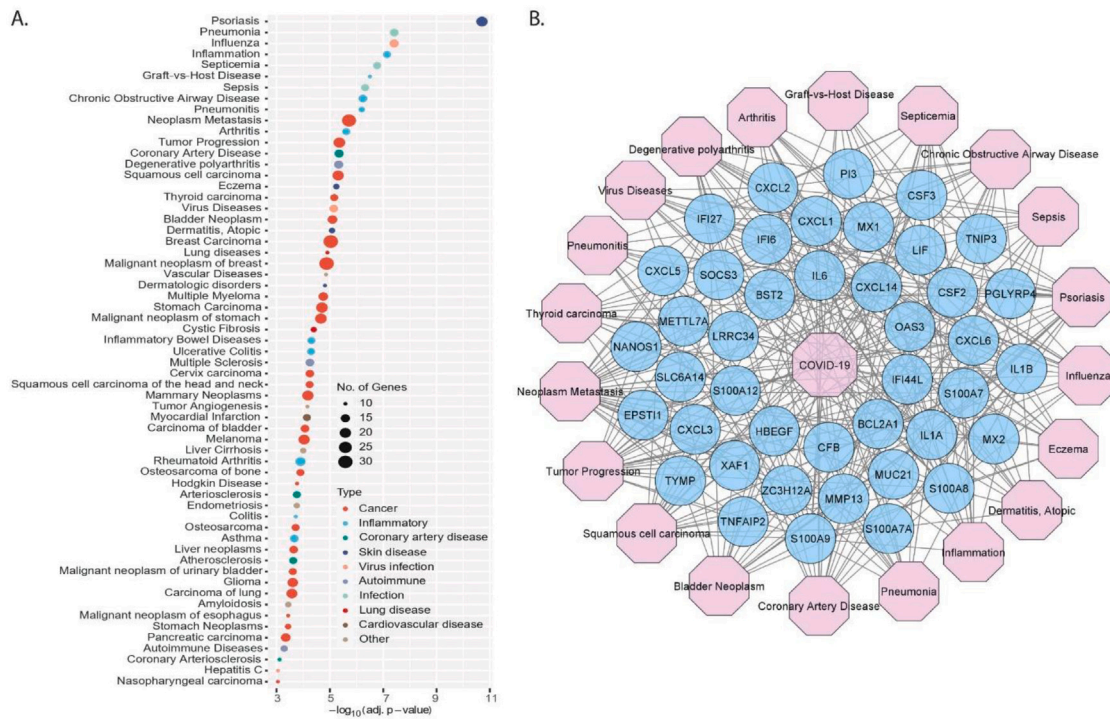 A.
Psoriasis
Pneumonia
Influenza
Inflammation
Septicemia
Graft-vs-Host Disease
Sepsis
Chronic Obstructive Airway Disease
Pneumonitis
Neoplasm Metastasis
Arthritis
Tumor Progression
Coronary Artery Disease
Degenerative polyarthritis
Squamous cell carcinoma
Eczema
Thyroid carcinoma
Virus Diseases
Bladder Neoplasm
Dermatitis, Atopic
Breast Carcinoma
Lung diseases
Malignant neoplasm of breast
Vascular Diseases
Dermatologic disorders
Multiple Myeloma
Stomach Carcinoma
Malignant neoplasm of stomach
Cystic Fibrosis
Inflammatory Bowel Diseases
Ulcerative Colitis
Multiple Sclerosis
Cervix carcinoma
Squamous cell carcinoma of the head and neck
Mammary Neoplasms
Tumor Angiogenesis
Myocardial Infarction
Carcinoma of bladder
Melanoma
Liver Cirrhosis
Rheumatoid Arthritis
Osteosarcoma of bone
Hodgkin Disease
Arteriosclerosis
Endometriosis
Colitis
Osteosarcoma
Asthma
Liver neoplasms
Atherosclerosis
Malignant neoplasm of urinary bladder
Glioma
Carcinoma of lung
Amyloidosis
Malignant neoplasm of esophagus
Stomach Neoplasms
Pancreatic carcinoma
Autoimmune Diseases
Coronary Arteriosclerosis
Hepatitis C
Nasopharyngeal carcinoma
No. of Genes
10
15
20
25
30
Type
Cancer
Inflammatory
Coronary artery disease
Skin disease
Virus infection
Autoimmune
Infection
Lung disease
Cardiovascular disease
Other
3 5 7 9 11
−log10(adj. p−value)
B.
Graft-vs-Host Disease
Arthritis
Septicemia
Degenerative polyarthritis
Chronic Obstructive Airway Disease
Virus Diseases
Sepsis
Pneumonitis
Psoriasis
Thyroid carcinoma
Influenza
Neoplasm Metastasis
Eczema
Tumor Progression
Dermatitis, Atopic
Squamous cell carcinoma
Inflammation
Bladder Neoplasm
Pneumonia
Coronary Artery Disease
COVID-19
PI3
CXCL2
CSF3
IFI27
CXCL1
MX1
IFI6
LIF
TNIP3
CXCL5
SOCS3
IL6
BST2
CXCL14
CSF2
PGLYRP4
METTL7A
LRRC34
OAS3
CXCL6
NANOS1
SLC6A14
S100A12
IFI44L
S100A7
IL1B
EPSTI1
CXCL3
HBEGF
CFB
BCL2A1
IL1A
MX2
TYMP
XAF1
ZC3H12A
MMP13
MUC21
S100A8
TNFAIP2
S100A9
S100A7A